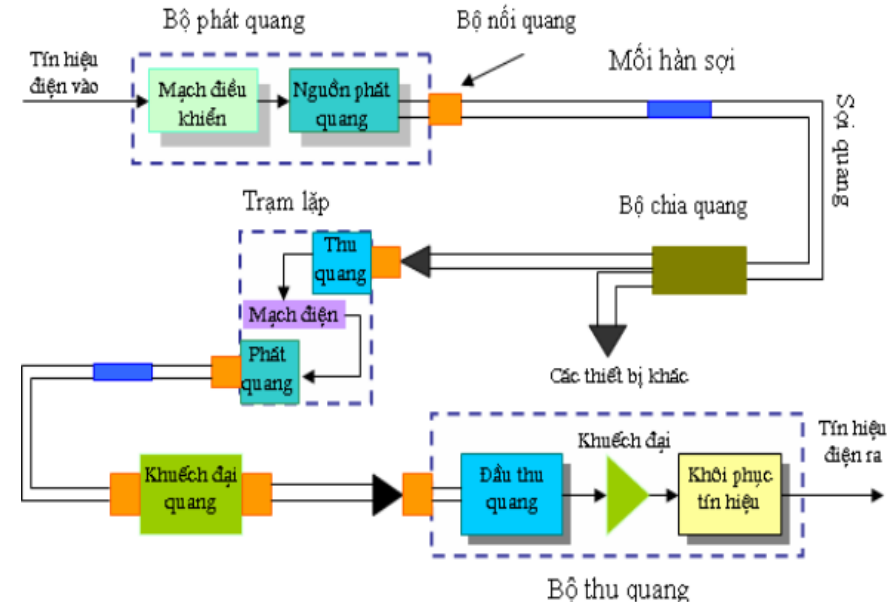 Bộ phát quang
Bộ nối quang
Tín hiệu
điện vào
Mối hàn sợi
Mạch điều
khiển
Nguồn phát
quang
Sợi quang
Trạm lặp
Bộ chia quang
Thu
quang
Mạch điện
Phát
quang
Các thiết bị khác
Tín hiệu
điện ra
Khuếch đại
quang
Đầu thu
quang
Khuếch đại
Khôi phục
tín hiệu
Bộ thu quang